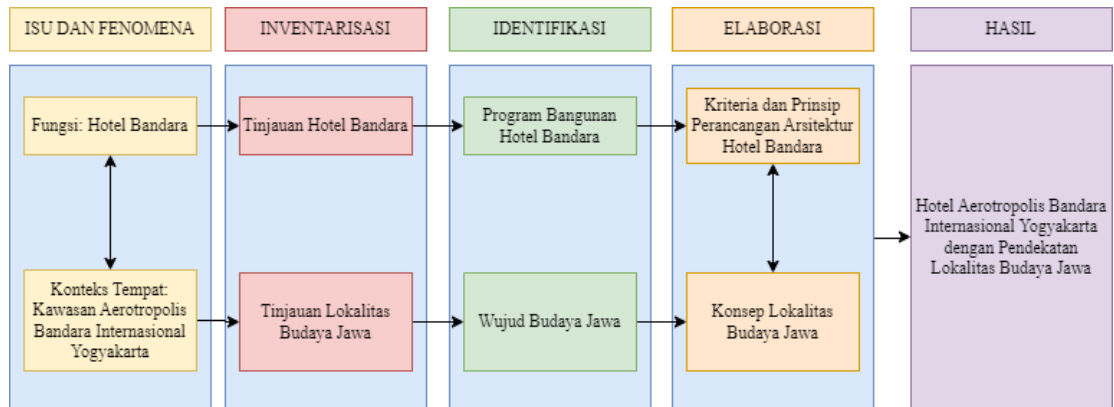 ISU DAN FENOMENA
INVENTARISASI
IDENTIFIKASI
ELABORASI
HASIL
Fungsi: Hotel Bandara
Tinjauan Hotel Bandara
Program Bangunan
Hotel Bandara
Kriteria dan Prinsip
Perancangan Arsitektur
Hotel Bandara
Konteks Tempat:
Kawasan Aerotropolis
Bandara Internasional
Yogyakarta
Tinjauan Lokalitas
Budaya Jawa
Wujud Budaya Jawa
Konsep Lokalitas
Budaya Jawa
Hotel Aerotropolis Bandara
Internasional Yogyakarta
dengan Pendekatan
Lokalitas Budaya Jawa